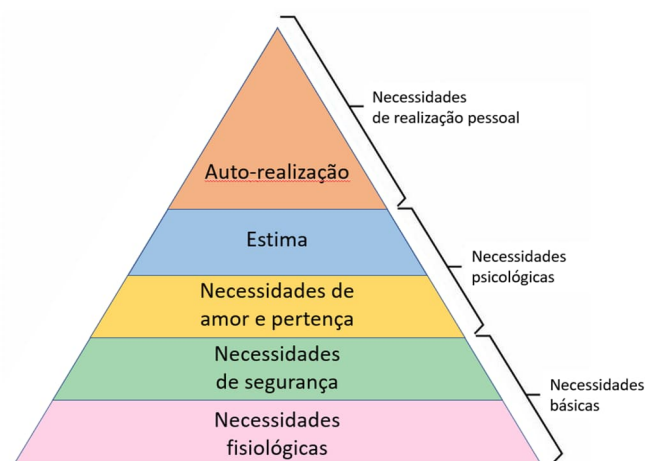 Necessidades
de realização pessoal
Auto-realização
Estima
Necessidades
psicológicas
Necessidades de
amor e pertença
Necessidades
de segurança
Necessidades
básicas
Necessidades
fisiológicas